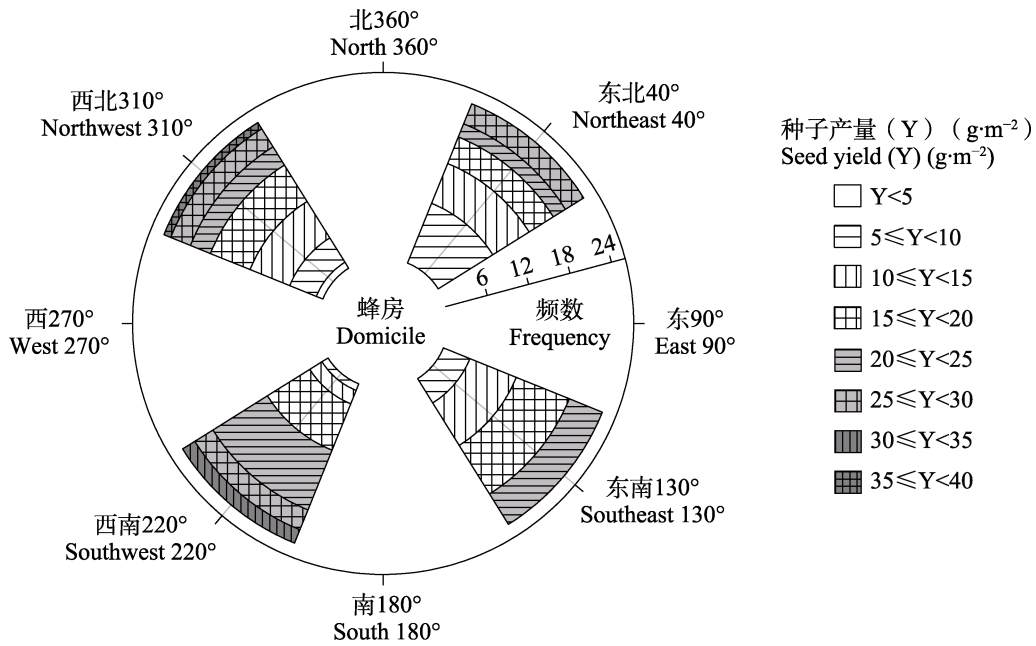 北360°
North 360°
西北310°
Northwest 310°
东北40°
Northeast 40°
种子产量（Y）（g·m⁻²）
Seed yield (Y) (g·m⁻²)
Y<5
5≤Y<10
10≤Y<15
15≤Y<20
20≤Y<25
25≤Y<30
30≤Y<35
35≤Y<40
6 12 18 24
蜂房
Domicile
频数
Frequency
西270°
West 270°
东90°
East 90°
西南220°
Southwest 220°
东南130°
Southeast 130°
南180°
South 180°